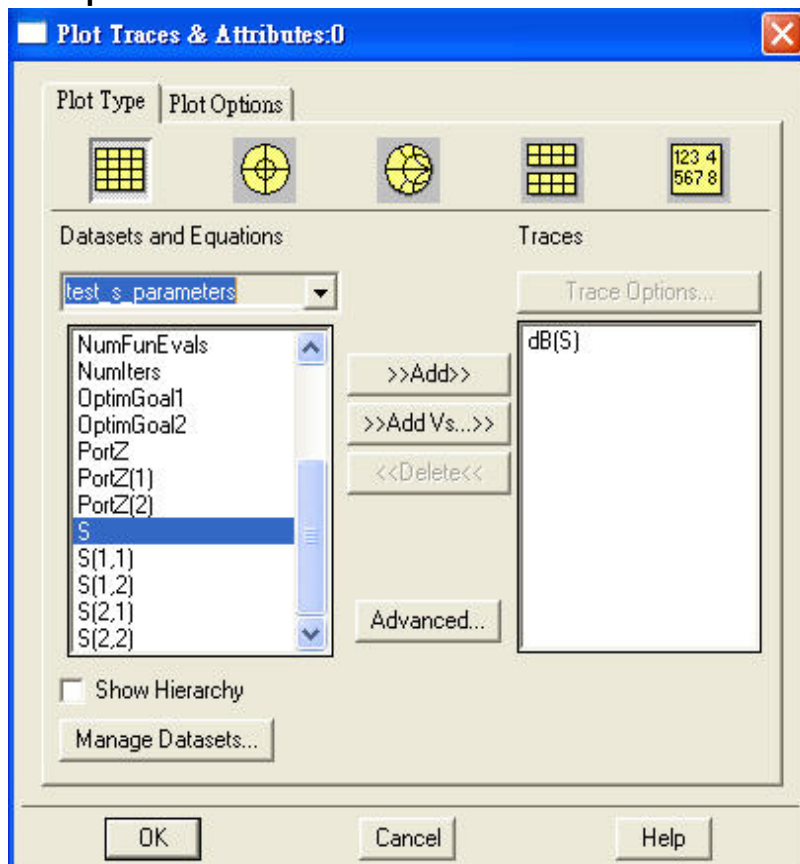 Plot Traces & Attributes:0
Plot Type
Plot Options
123 4
567 8
Datasets and Equations
Traces
test_s_parameters
Trace Options...
NumFunEvals
NumIters
OptimGoal1
OptimGoal2
PortZ
PortZ(1)
PortZ(2)
S
S(1,1)
S(1,2)
S(2,1)
S(2,2)
>>Add>>
>>Add Vs...>>
<<Delete<<
Advanced...
dB(S)
Show Hierarchy
Manage Datasets...
OK
Cancel
Help